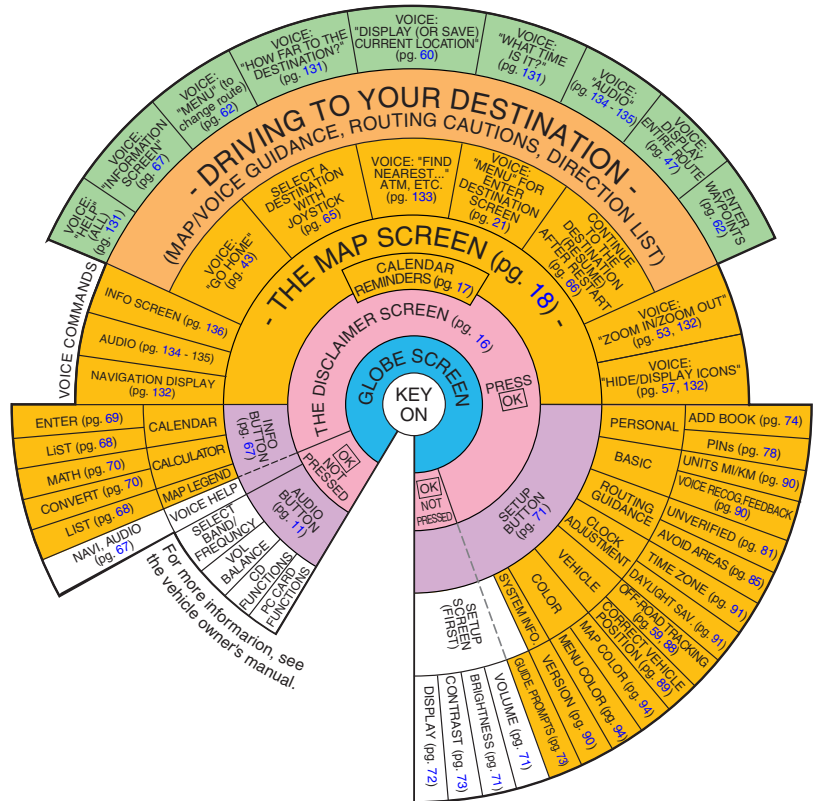 VOICE:
"HELP"
(ALL)
(pg. 131)
VOICE:
"INFORMATION
SCREEN"
(pg. 67)
VOICE:
"MENU" (to
change route)
(pg. 62)
VOICE:
"HOW FAR TO THE
DESTINATION?"
(pg. 131)
VOICE:
"DISPLAY (OR SAVE)
CURRENT LOCATION"
(pg. 60)
VOICE:
"WHAT TIME
IS IT?"
(pg. 131)
VOICE:
"AUDIO"
(pg. 134 - 135)
VOICE:
DISPLAY
ENTIRE ROUTE
(pg. 47)
ENTER
WAYPOINTS
(pg. 62)
- DRIVING TO YOUR DESTINATION -
(MAP/VOICE GUIDANCE, ROUTING CAUTIONS, DIRECTION LIST)
VOICE:
"GO HOME"
(pg. 43)
SELECT A
DESTINATION
WITH
JOYSTICK
(pg. 65)
VOICE: "FIND
NEAREST..."
ATM, ETC.
(pg. 133)
VOICE:
"MENU" FOR
ENTER
DESTINATION
SCREEN
(pg. 21)
CONTINUE
TO THE
DESTINATION
(RESUME)
AFTER RESTART
(pg. 66)
- THE MAP SCREEN (pg. 18) -
CALENDAR
REMINDERS (pg. 17)
THE DISCLAIMER SCREEN (pg. 16)
PRESS
OK
GLOBE SCREEN
KEY
ON
VOICE COMMANDS
INFO SCREEN (pg. 136)
AUDIO (pg. 134 - 135)
NAVIGATION DISPLAY
(pg. 132)
VOICE:
"ZOOM IN/ZOOM OUT"
(pg. 53, 132)
VOICE:
"HIDE/DISPLAY ICONS"
(pg. 57, 132)
ENTER (pg. 69)
LiST (pg. 68)
MATH (pg. 70)
CONVERT (pg. 70)
LIST (pg. 68)
NAVI, AUDIO
(pg. 67)
CALENDAR
CALCULATOR
MAP LEGEND
VOICE HELP
INFO
BUTTON
(pg. 67)
OK
NOT
PRESSED
AUDIO
BUTTON
(pg. 11)
SELECT
BAND/
FREQUNCY
VOL
BALANCE
CD
FUNCTIONS
PC CARD
FUNCTIONS
For more informarion, see
the vehicle owner's manual.
OK
NOT
PRESSED
SETUP
BUTTON
(pg. 71)
SETUP
SCREEN
(FIRST)
DISPLAY (pg. 72)
CONTRAST (pg. 73)
BRIGHTNESS (pg. 71)
VOLUME (pg. 71)
PERSONAL
BASIC
ROUTING
GUIDANCE
CLOCK
ADJUSTMENT
VEHICLE
COLOR
SYSTEM INFO.
ADD BOOK (pg. 74)
PINs (pg. 78)
UNITS MI/KM (pg. 90)
VOICE RECOG FEEDBACK
(pg. 90)
UNVERIFIED (pg. 81)
AVOID AREAS (pg. 85)
TIME ZONE (pg. 91)
DAYLIGHT SAV. (pg. 91)
OFF-ROAD TRACKING
(pg. 59, 88)
CORRECT VEHICLE
POSITION (pg. 89)
MAP COLOR (pg. 94)
MENU COLOR (pg. 94)
VERSION (pg. 90)
GUIDE. PROMPTS (pg. 73)